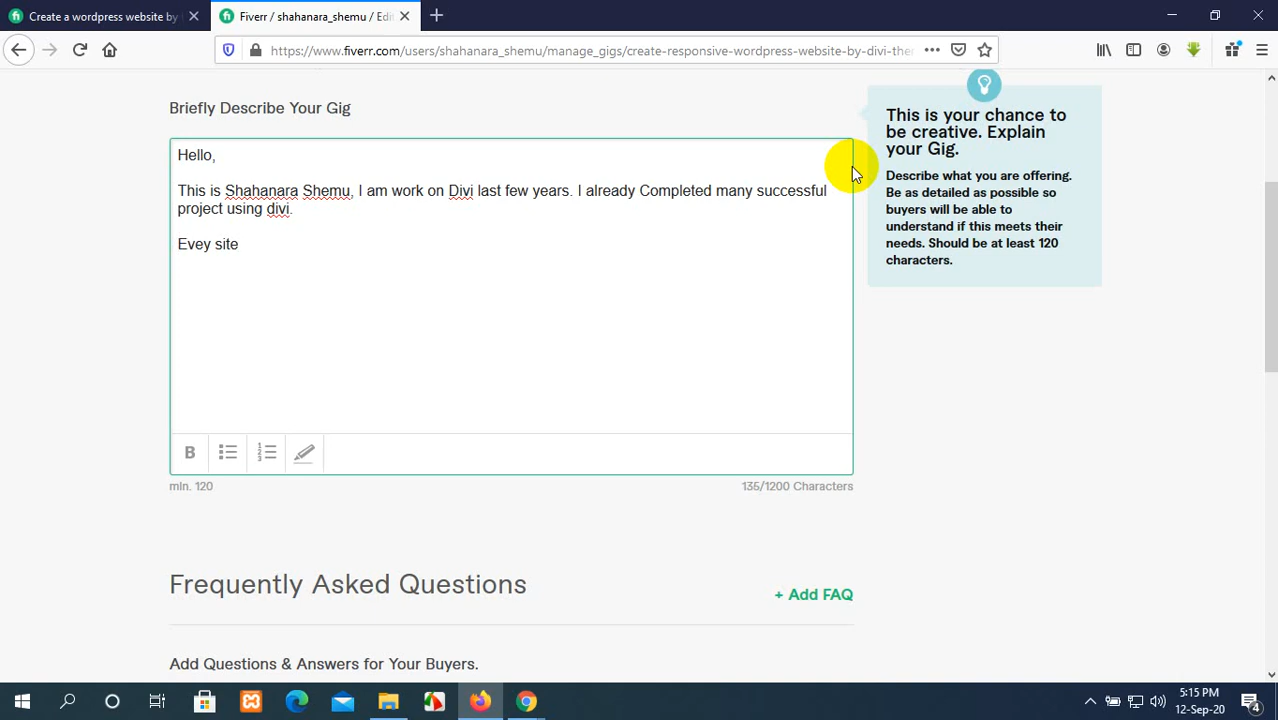 Create a wordpress website by
Fiverr / shahanara_shemu / Edi
https://www.fiverr.com/users/shahanara_shemu/manage_gigs/create-responsive-wordpress-website-by-divi-the
Briefly Describe Your Gig
Hello,
This is Shahanara Shemu, I am work on Divi last few years. I already Completed many successful
project using divi.
Evey site
B
min. 120
135/1200 Characters
This is your chance to
be creative. Explain
your Gig.
Describe what you are offering.
Be as detailed as possible so
buyers will be able to
understand if this meets their
needs. Should be at least 120
characters.
Frequently Asked Questions
+ Add FAQ
Add Questions & Answers for Your Buyers.
5:15 PM
12-Sep-20
4